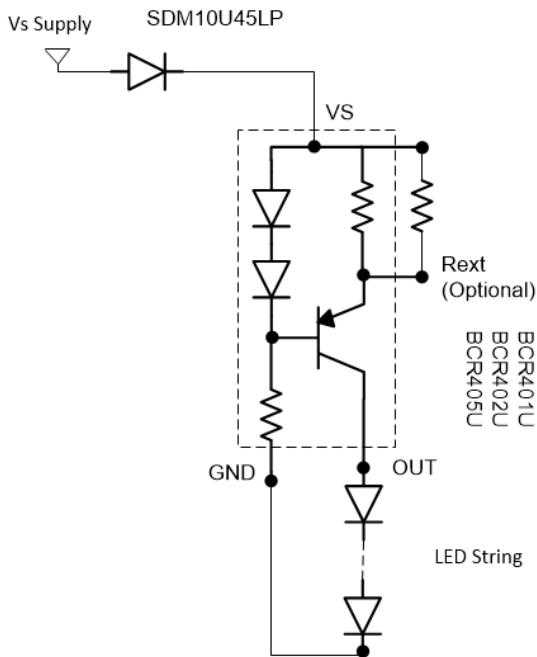 SDM10U45LP
Vs Supply
VS
Rext
(Optional)
BCR401U
BCR402U
BCR405U
GND
OUT
LED String